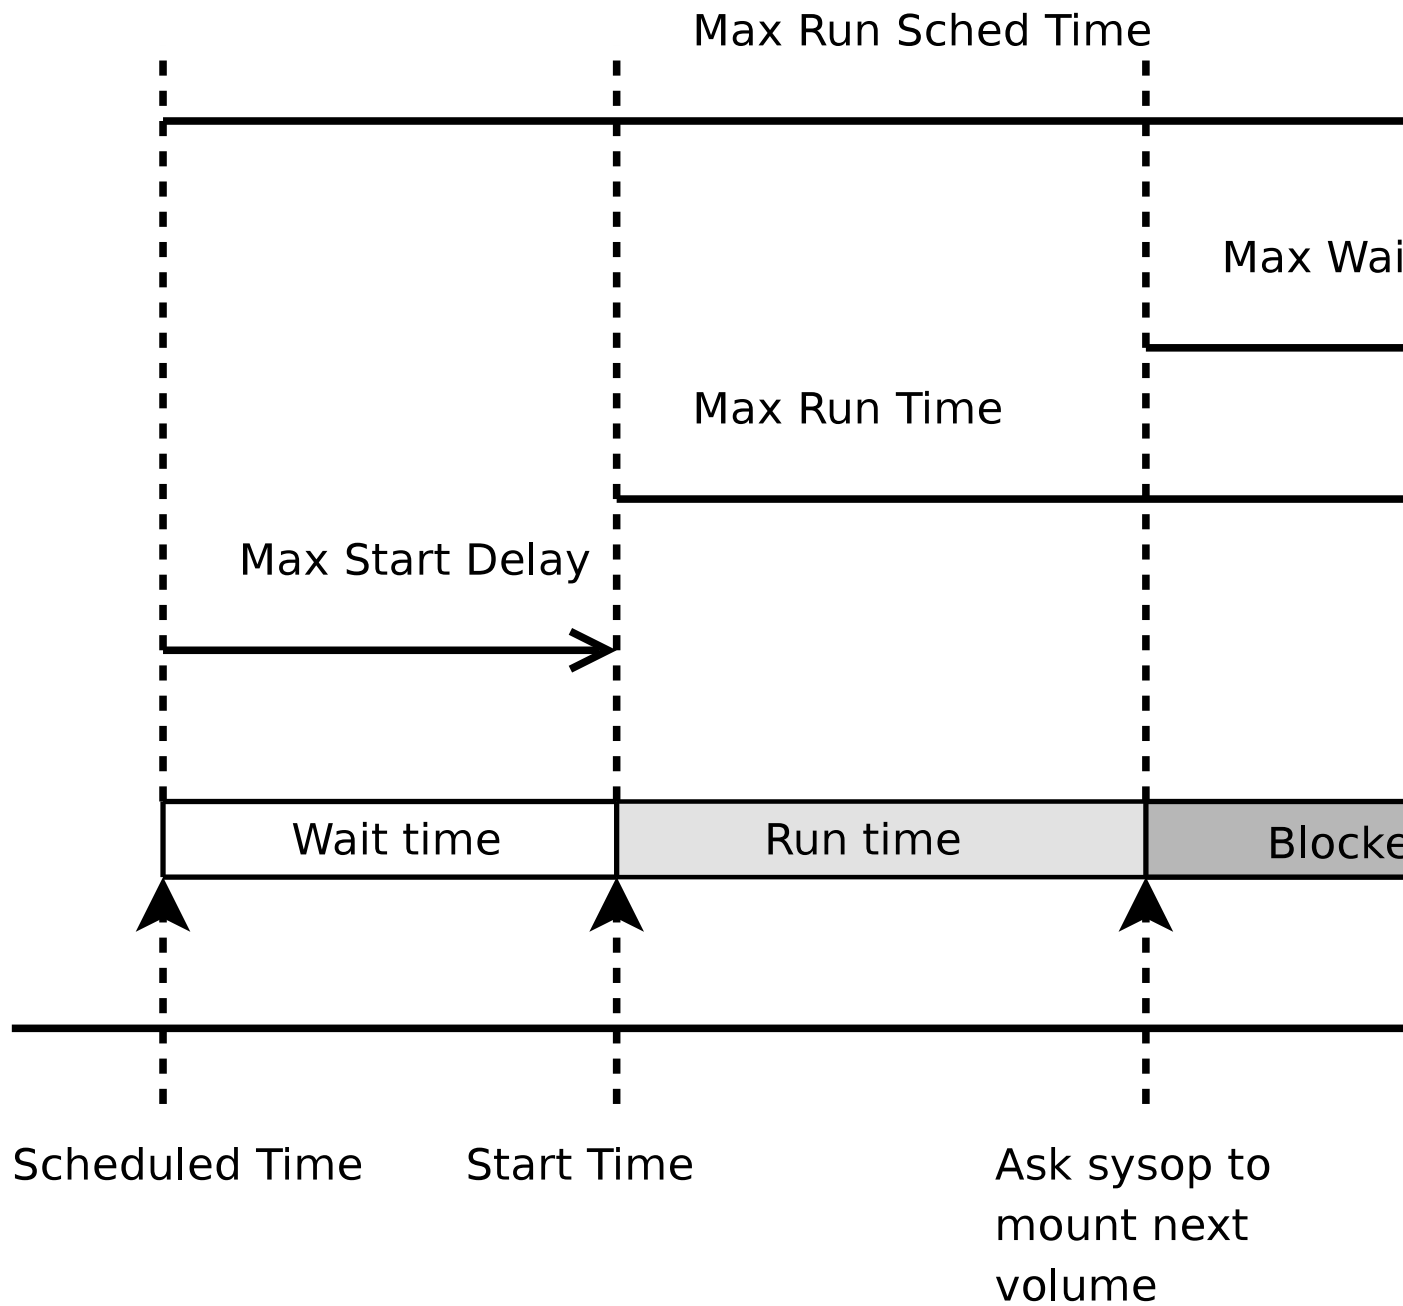 Max Run Sched Time
Max Wai
Max Run Time
Max Start Delay
Wait time
Run time
Blocke
Scheduled Time
Start Time
Ask sysop to
mount next
volume